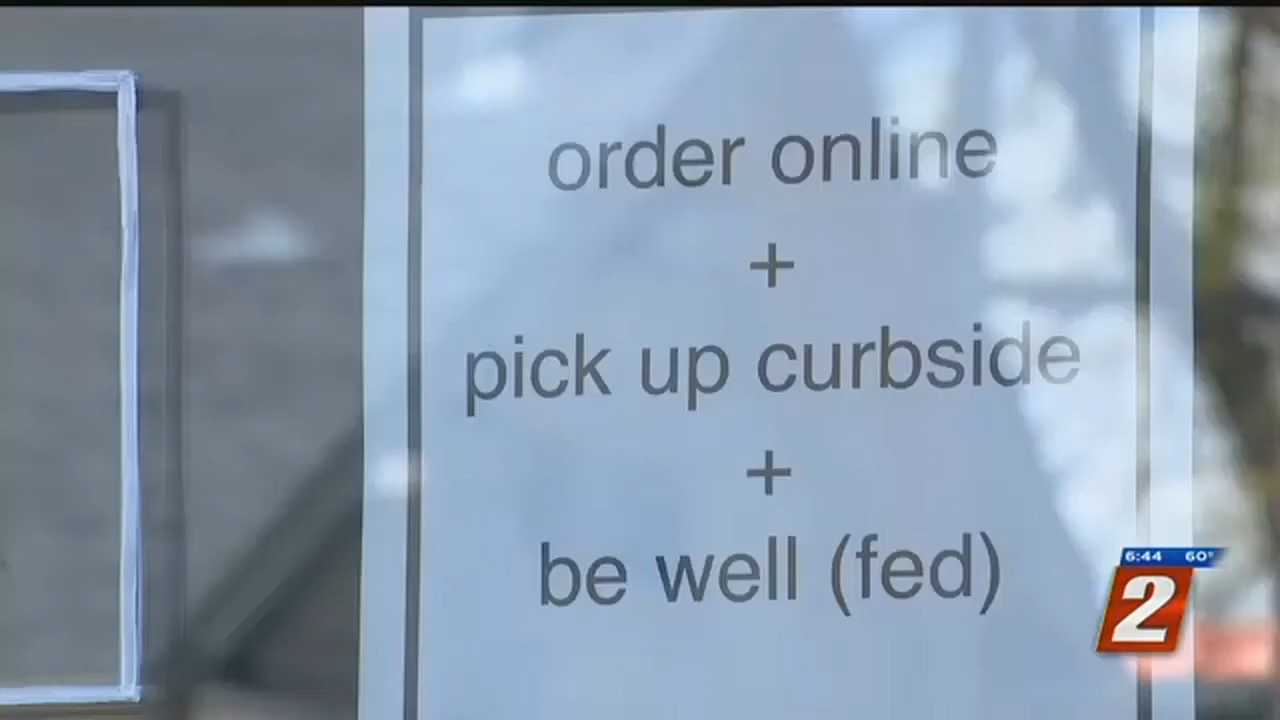 order online
+
pick up curbside
+
be well (fed)
6:44 60°
2